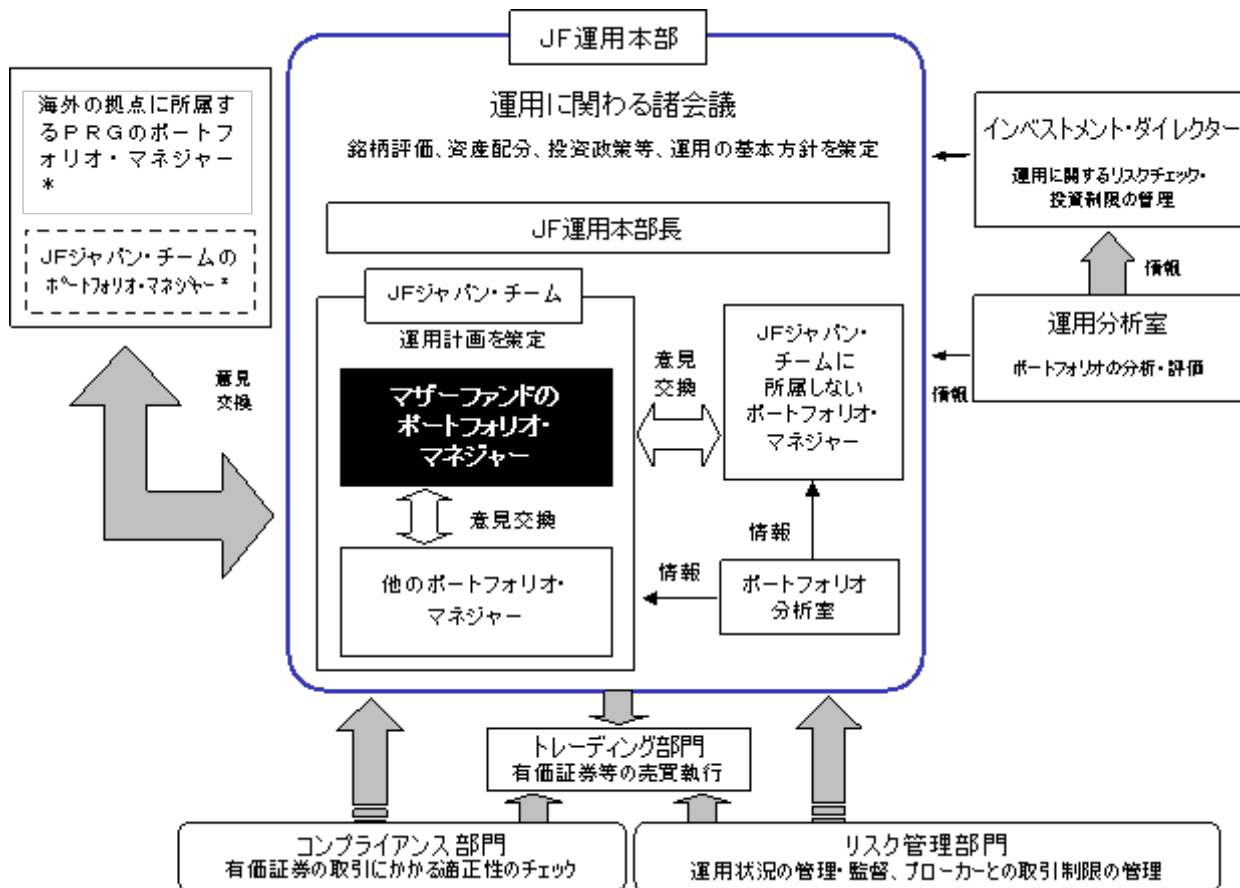 JF運用本部
運用に関わる諸会議
銘柄評価、資産配分、投資政策等、運用の基本方針を策定
JF運用本部長
海外の拠点に所属す
るPRGのポートフ
ォリオ・マネジャー
*
JFジャパン・チームの
ポートフォリオ・マネジャー*
意見
交換
JFジャパン・チーム
運用計画を策定
マザーファンドの
ポートフォリオ・
マネジャー
意見交換
他のポートフォリオ・
マネジャー
意見
交換
JFジャパン・
チームに
所属しない
ポートフォリオ・
マネジャー
情報
情報
ポートフォリオ
分析室
インベストメント・ダイレクター
運用に関するリスクチェック・
投資制限の管理
情報
運用分析室
ポートフォリオの分析・評価
情報
トレーディング部門
有価証券等の売買執行
コンプライアンス部門
有価証券の取引にかかる適正性のチェック
リスク管理部門
運用状況の管理・監督、ブローカーとの取引制限の管理